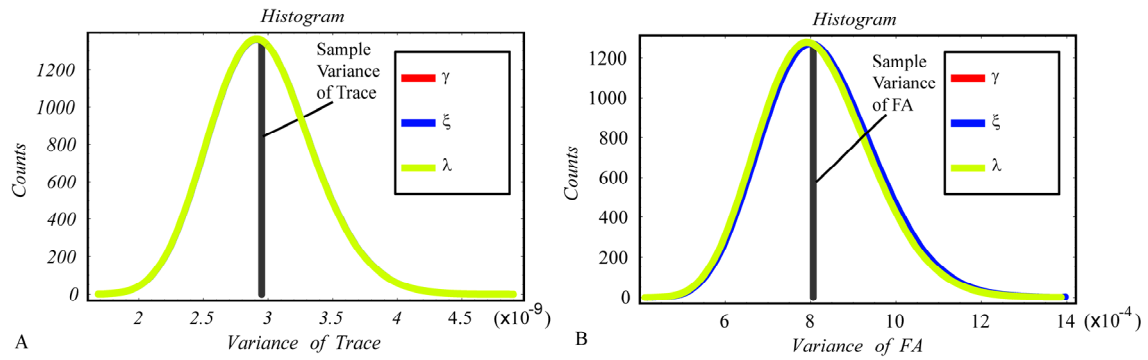 Histogram
Sample
Variance
of Trace
γ
ξ
λ
Counts
1200
1000
800
600
400
200
0
2
2.5
3
3.5
4
4.5
(x10⁻⁹)
Variance of Trace
A
Histogram
Sample
Variance
of FA
γ
ξ
λ
Counts
1200
1000
800
600
400
200
0
6
8
10
12
14
(x10⁻⁴)
Variance of FA
B